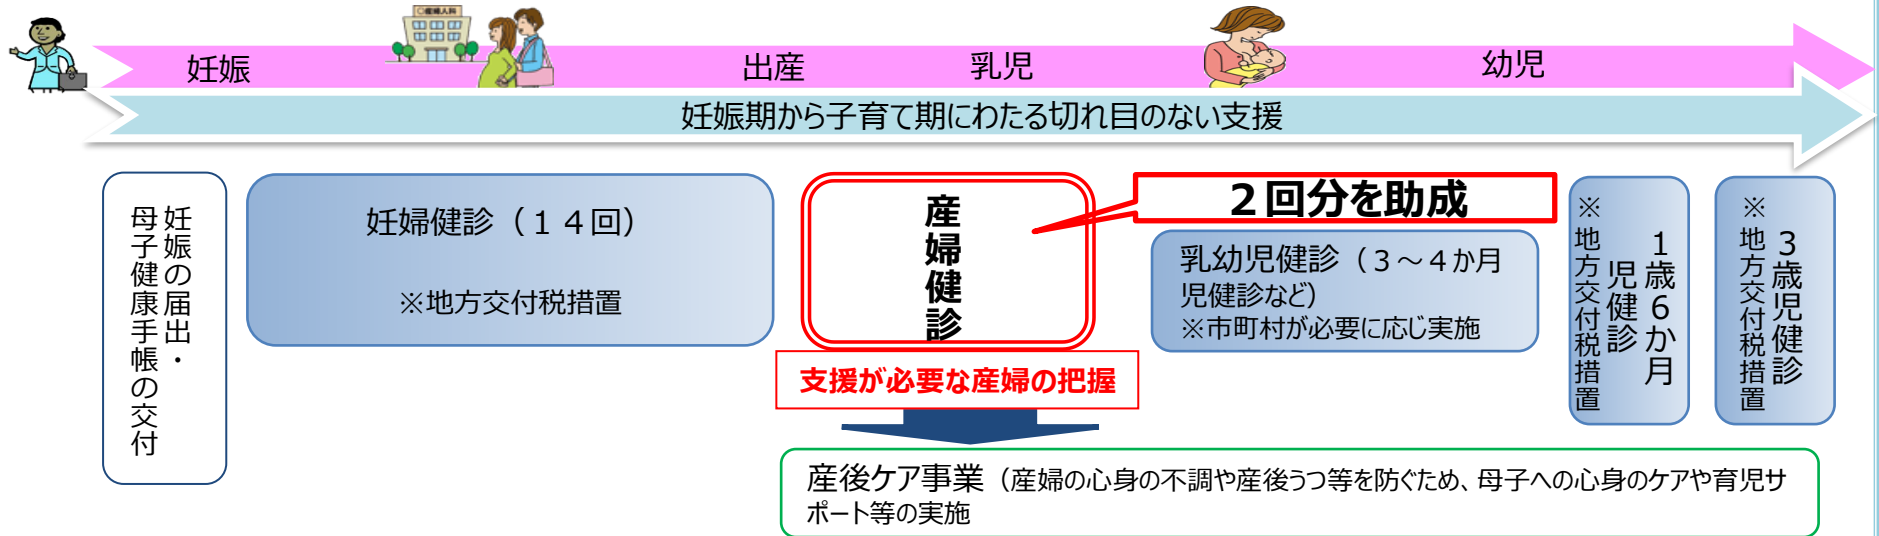 ○産婦人科
妊娠
出産
乳児
幼児
妊娠期から子育て期にわたる切れ目のない支援
妊娠の届出・
母子健康手帳の交付
妊婦健診（１４回）
※地方交付税措置
産婦健診
２回分を助成
乳幼児健診（３～４か月
児健診など）
※市町村が必要に応じ実施
１歳６か月
児健診
※地方交付税措置
３歳児健診
※地方交付税措置
支援が必要な産婦の把握
産後ケア事業（産婦の心身の不調や産後うつ等を防ぐため、母子への心身のケアや育児サ
ポート等の実施